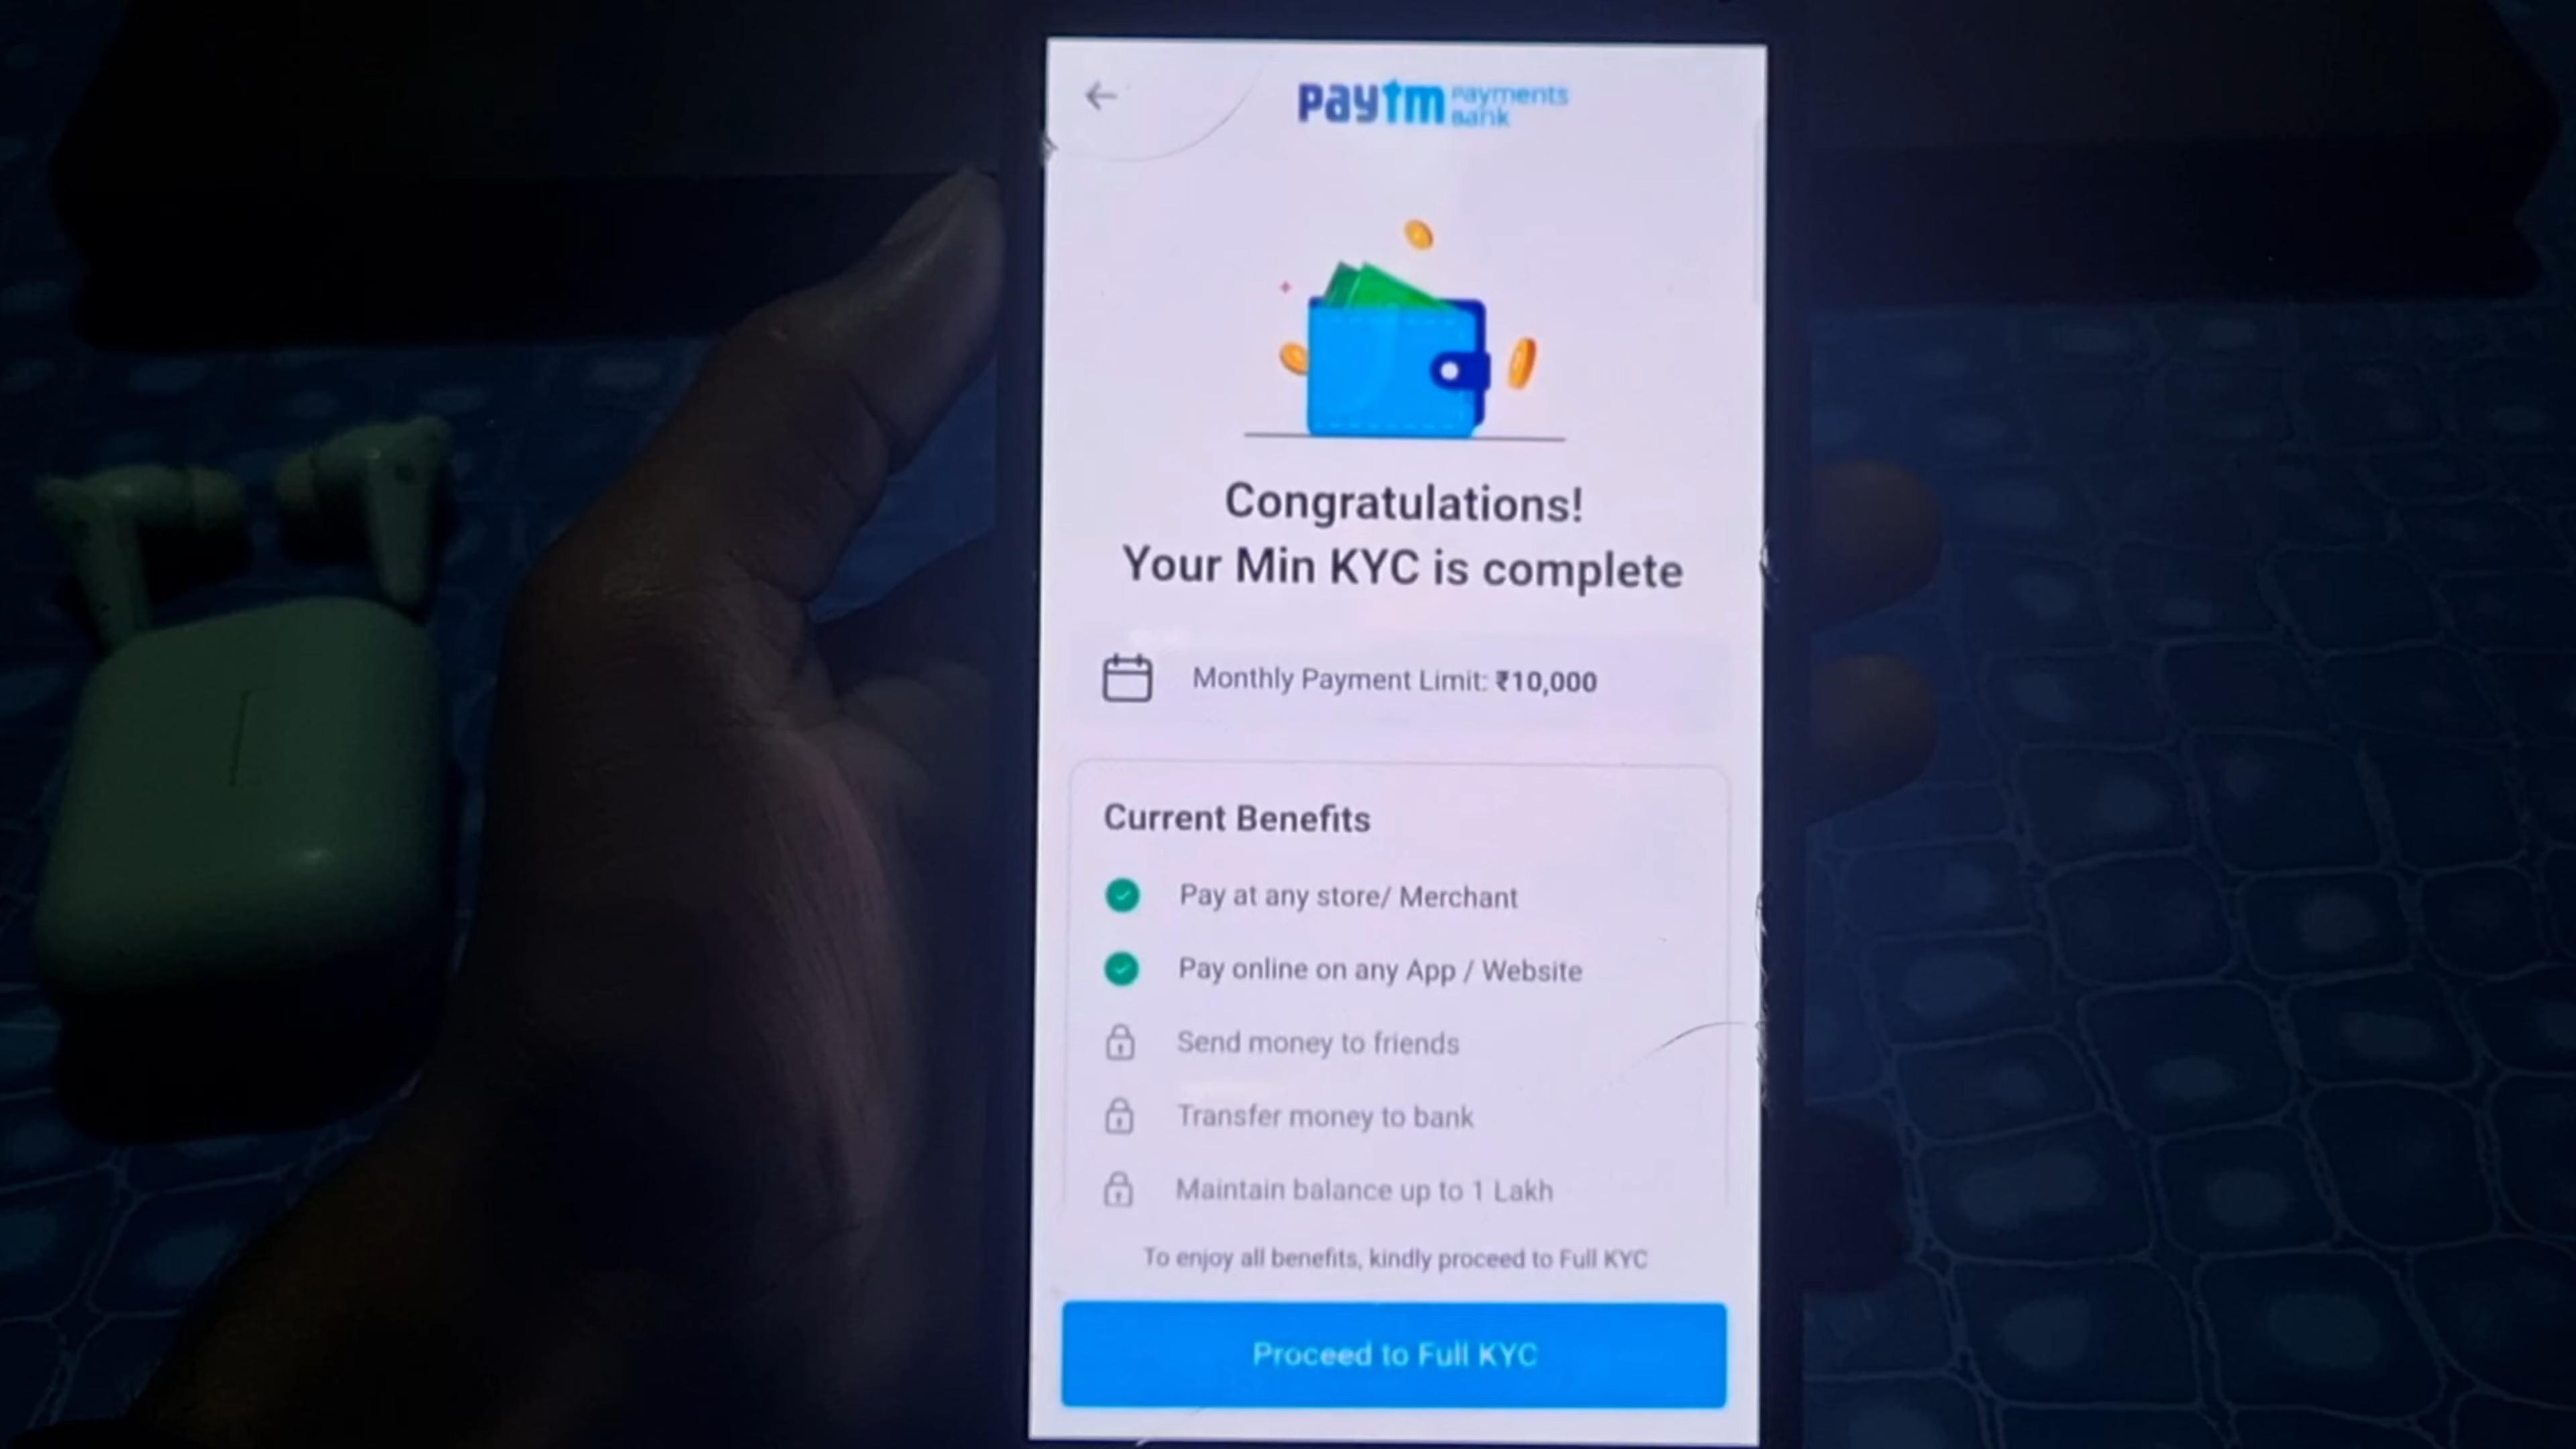 paytm Payments Bank
Congratulations!
Your Min KYC is complete
Monthly Payment Limit: ₹10,000
Current Benefits
Pay at any store/ Merchant
Pay online on any App / Website
Send money to friends
Transfer money to bank
Maintain balance up to 1 Lakh
To enjoy all benefits, kindly proceed to Full KYC
Proceed to Full KYC